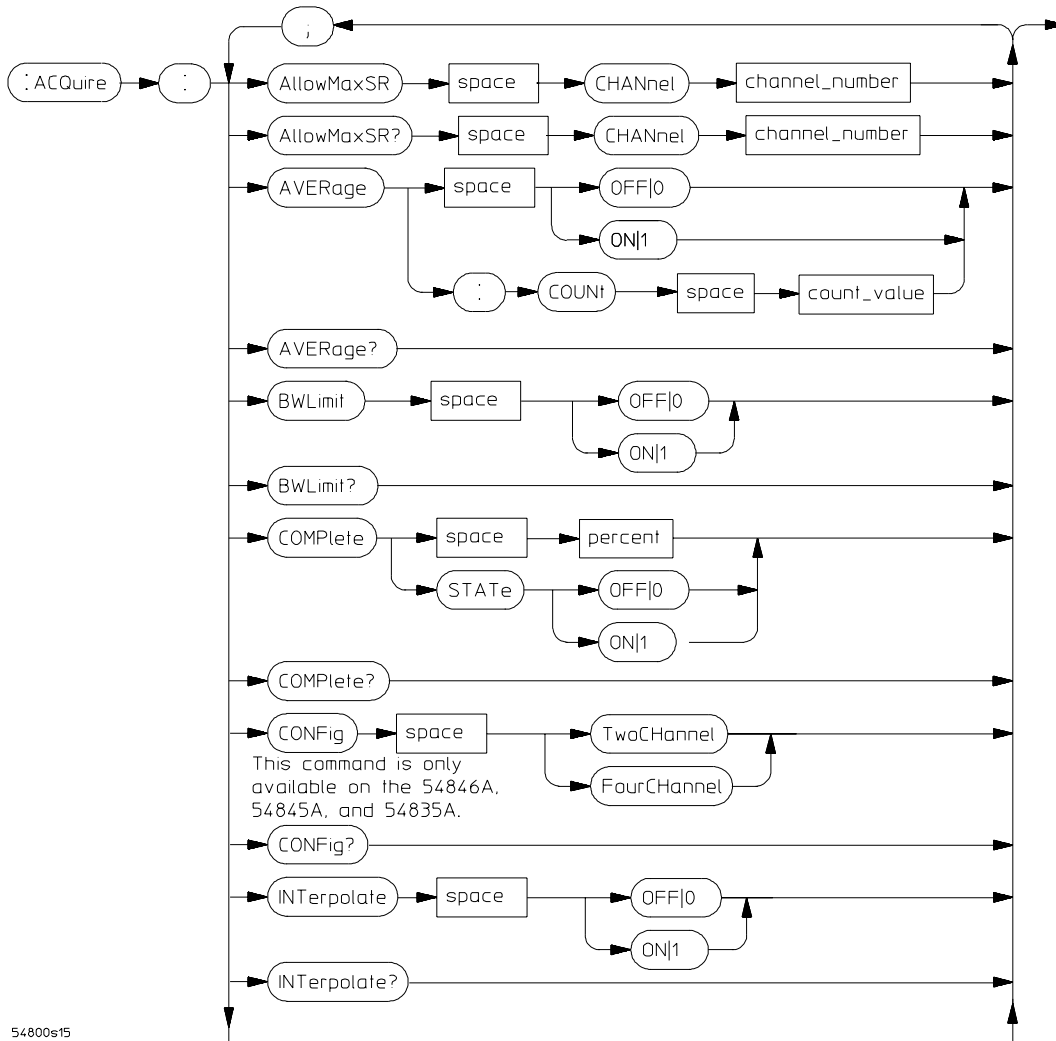 ;
:ACQuire : AllowMaxSR space CHANnel channel_number
AllowMaxSR? space CHANnel channel_number
AVERage space OFF|0
ON|1
: COUNt space count_value
AVERage?
BWLimit space OFF|0
ON|1
BWLimit?
COMPlete space percent
STATe OFF|0
ON|1
COMPlete?
CONFig space TwoCHannel
FourCHannel
This command is only
available on the 54846A,
54845A, and 54835A.
CONFig?
INTerpolate space OFF|0
ON|1
INTerpolate?
54800s15